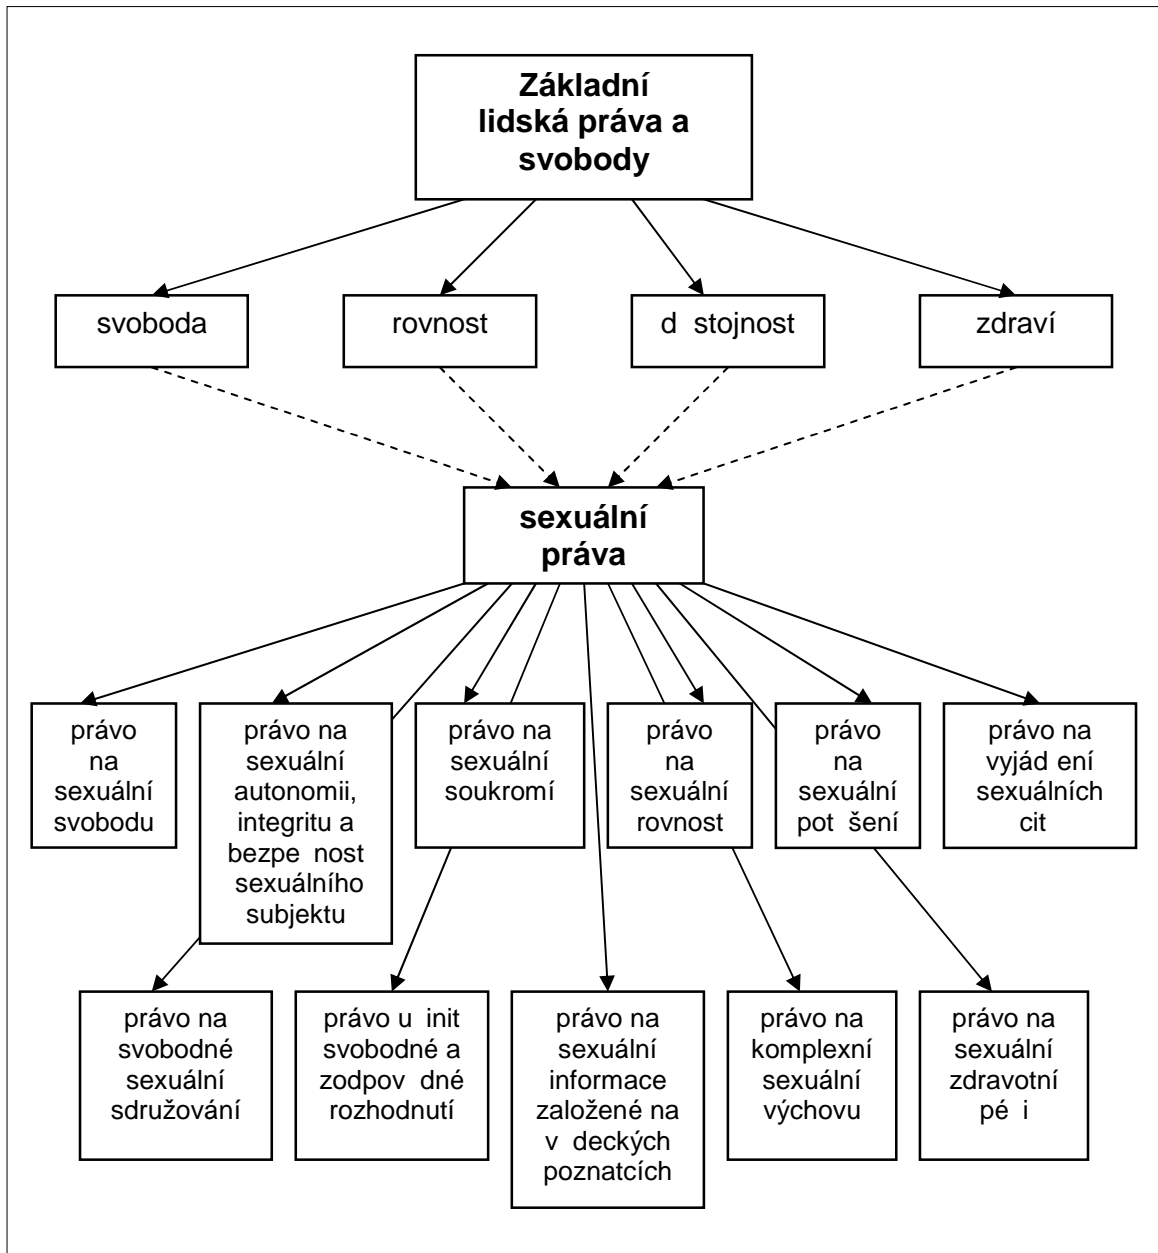 Základní
lidská práva a
svobody
svoboda
rovnost
d stojnost
zdraví
sexuální
práva
právo
na
sexuální
svobodu
právo na
sexuální
autonomii,
integritu a
bezpe nost
sexuálního
subjektu
právo na
sexuální
soukromí
právo
na
sexuální
rovnost
právo
na
sexuální
pot šení
právo na
vyjád ení
sexuálních
cit
právo na
svobodné
sexuální
sdružování
právo u init
svobodné a
zodpov dné
rozhodnutí
právo na
sexuální
informace
založené na
v deckých
poznatcích
právo na
komplexní
sexuální
výchovu
právo na
sexuální
zdravotní
pé i